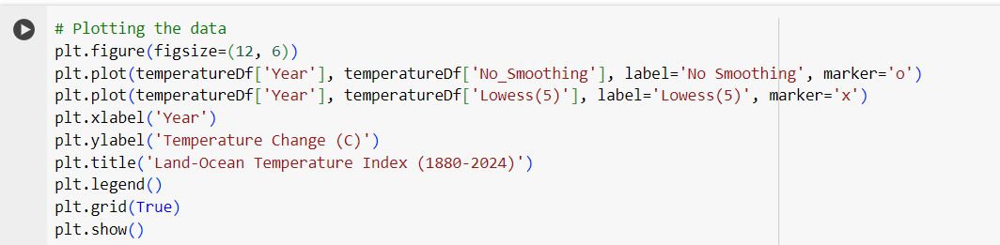 # Plotting the data
plt.figure(figsize=(12, 6))
plt.plot(temperatureDf['Year'], temperatureDf['No_Smoothing'], label='No Smoothing', marker='o')
plt.plot(temperatureDf['Year'], temperatureDf['Lowess(5)'], label='Lowess(5)', marker='x')
plt.xlabel('Year')
plt.ylabel('Temperature Change (C)')
plt.title('Land-Ocean Temperature Index (1880-2024)')
plt.legend()
plt.grid(True)
plt.show()